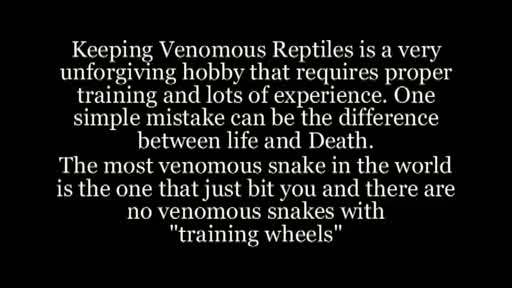 Keeping Venomous Reptiles is a very
unforgiving hobby that requires proper
training and lots of experience. One
simple mistake can be the difference
between life and Death.
The most venomous snake in the world
is the one that just bit you and there are
no venomous snakes with
"training wheels"